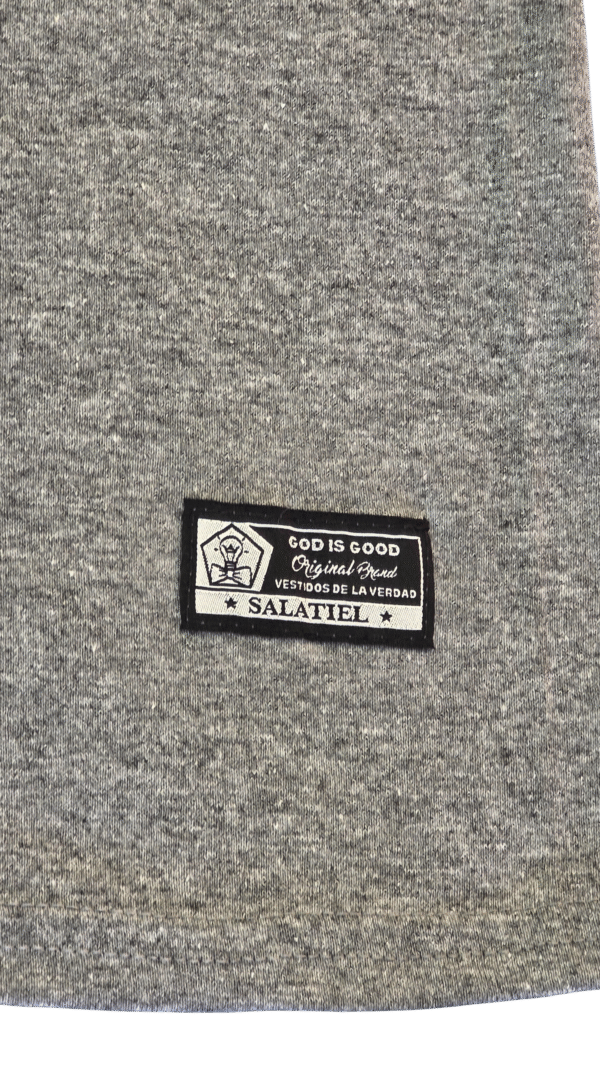 GOD IS GOOD
Original Brand
VESTIDOS DE LA VERDAD
★ SALATIEL ★